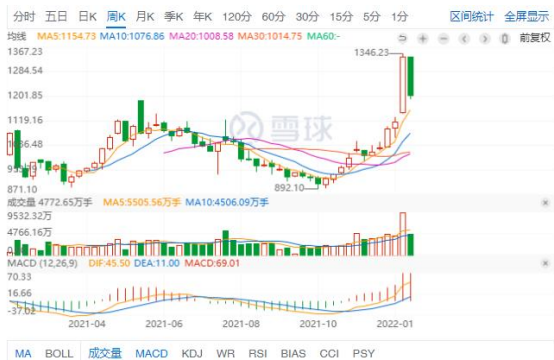 分时 五日 日K 周K 月K 季K 年K 120分 60分 30分 15分 5分 1分 区间统计 全屏显示
均线 MA5:1154.73 MA10:1076.86 MA20:1008.58 MA30:1014.75 MA60:- 前复权
1367.23
1346.23
1284.54
1201.85
1119.16
雪球
1036.48
892.10
871.10
成交量 4772.65万手 MA5:5505.56万手 MA10:4506.09万手
9532.32万
4766.16万
MACD (12,26,9) DIF:45.50 DEA:11.00 MACD:69.01
70.33
16.66
-37.02
2021-04 2021-06 2021-08 2021-10 2022-01
MA BOLL 成交量 MACD KDJ WR RSI BIAS CCI PSY